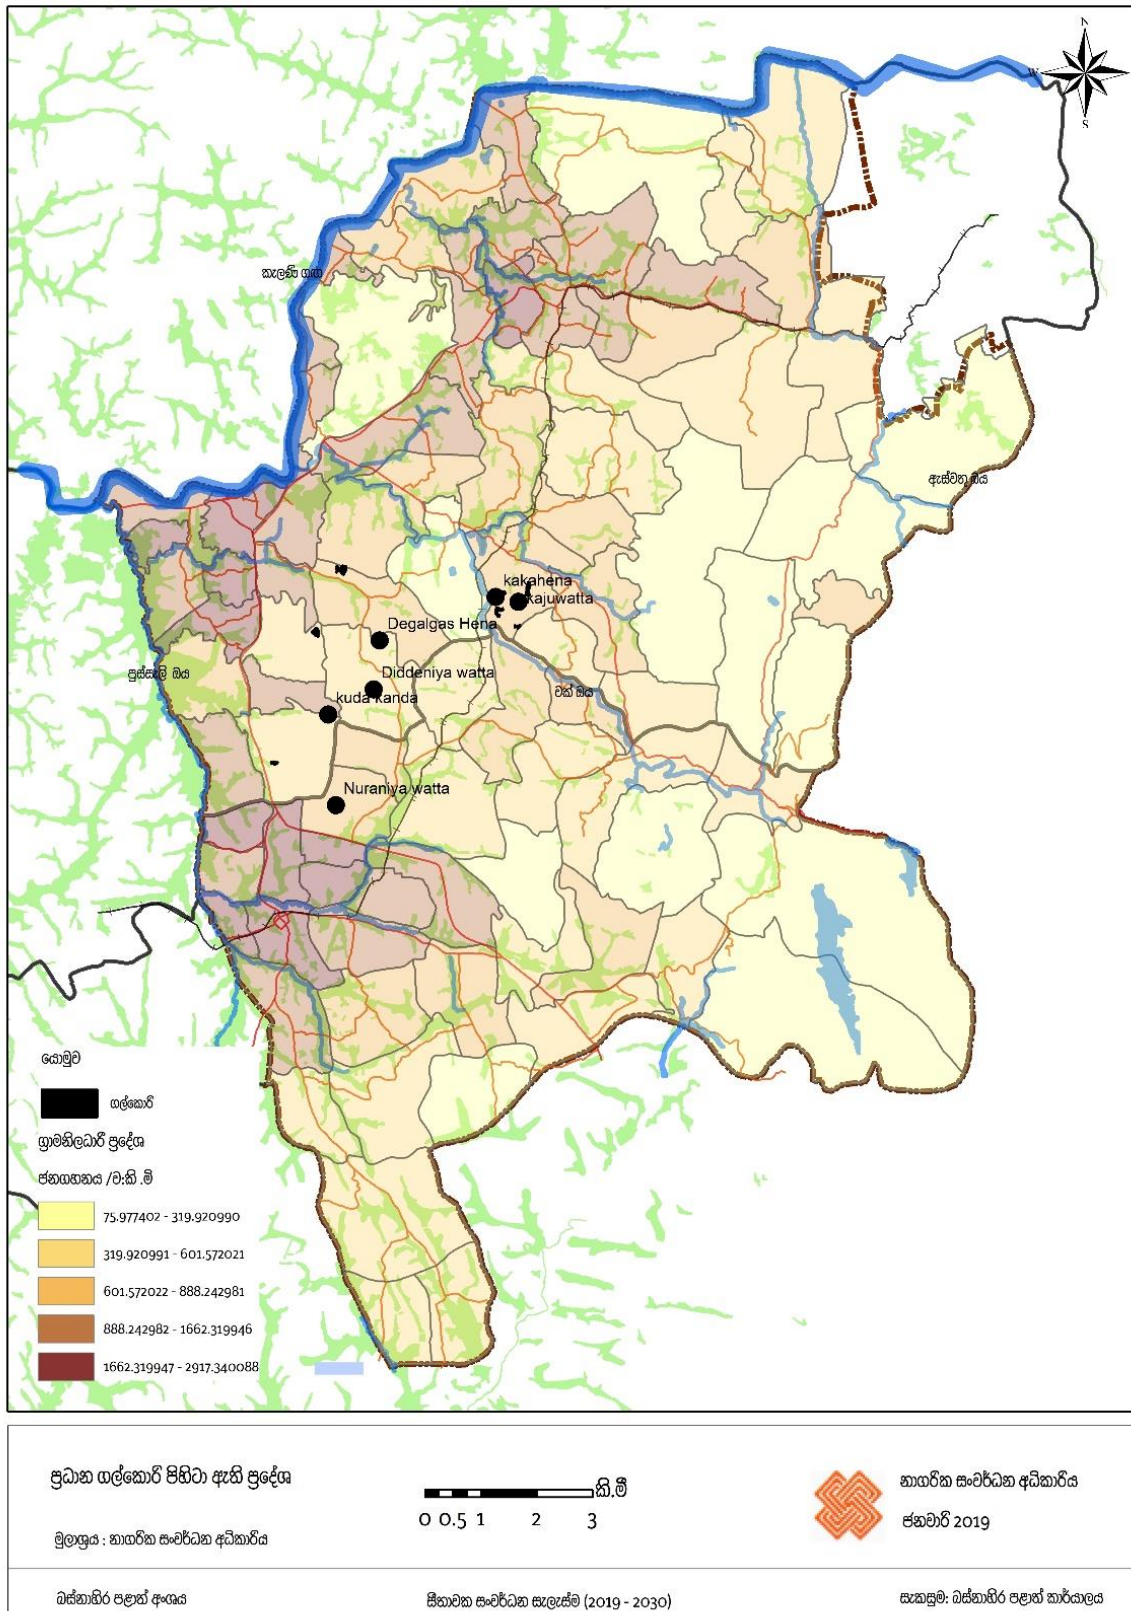 N
W
S
කැලණි ගඟ
ඇස්වතු ඔය
kakahena
kajuwatta
Degalgas Hena
පුස්සැලි ඔය
Diddeniya watta
වක් ඔය
kuda kanda
Nuraniya watta
යොමුව
ගල්කොරි
ග්‍රාමනිලධාරී ප්‍රදේශ
ජනගහනය /ව.කි .මි
75.977402 - 319.920990
319.920991 - 601.572021
601.572022 - 888.242981
888.242982 - 1662.319946
1662.319947 - 2917.340088
ප්‍රධාන ගල්කොරි පිහිටා ඇති ප්‍රදේශ
කි.මී
0 0.5 1 2 3
නාගරික සංවර්ධන අධිකාරිය
ජනවාරි 2019
මූලාශ්‍රය : නාගරික සංවර්ධන අධිකාරිය
බස්නාහිර පළාත් අංශය
සීතාවක සංවර්ධන සැලැස්ම (2019 - 2030)
සැකසුම: බස්නාහිර පළාත් කාර්යාලය